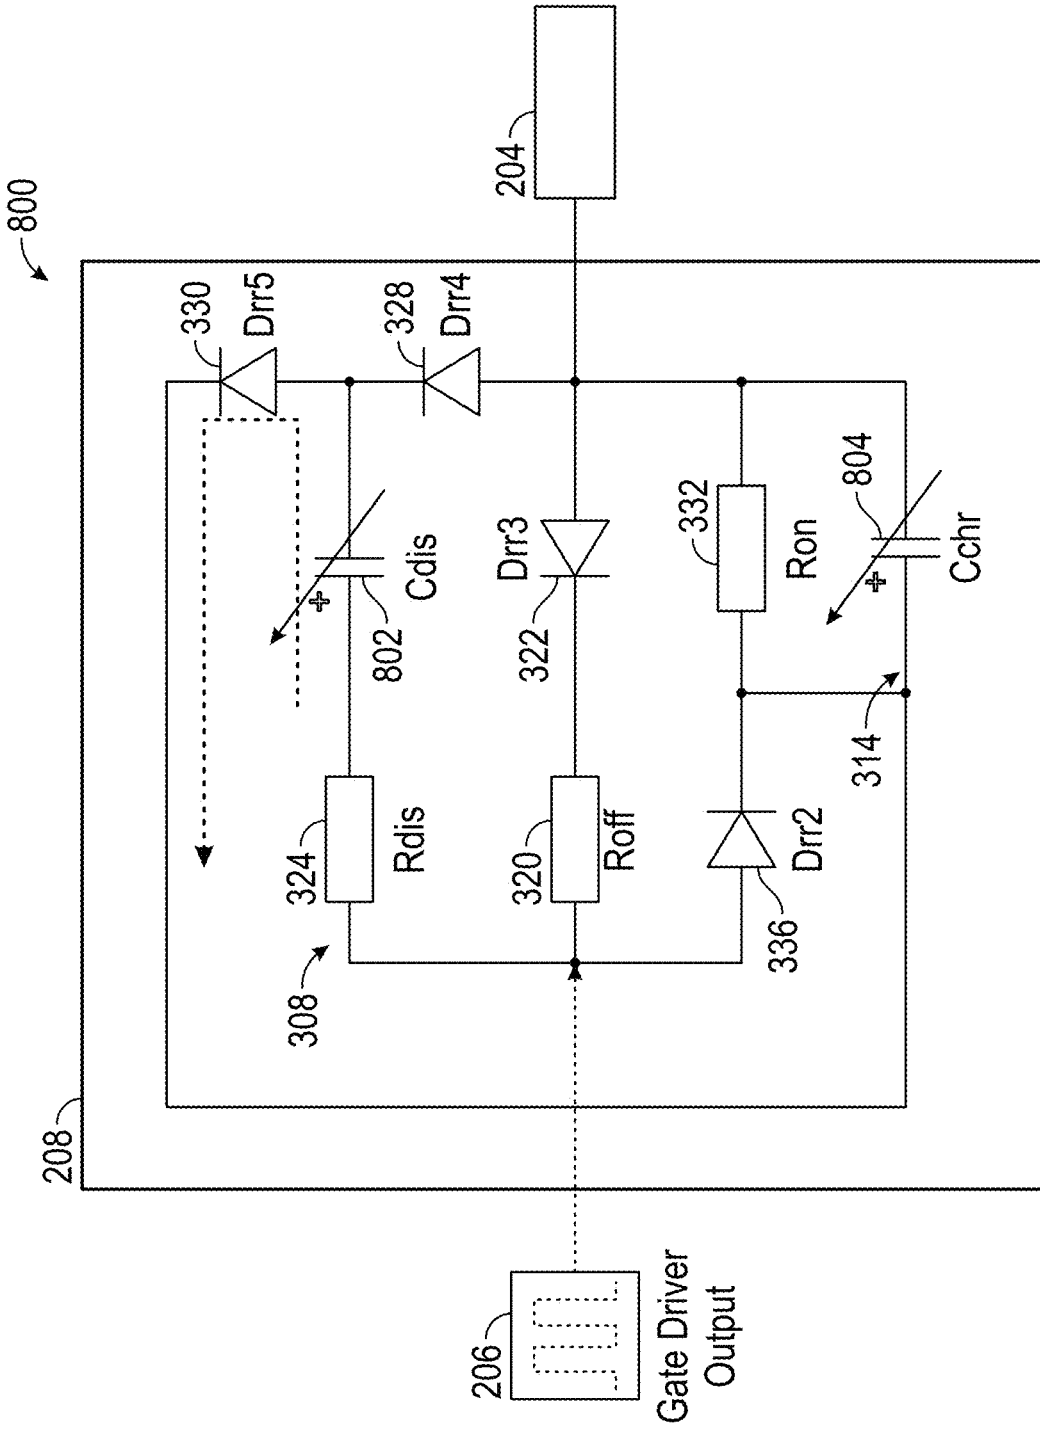 800
208
204
330
Drr5
328
Drr4
+
Cdis
802
324
Rdis
308
Drr3
322
320
Roff
332
Ron
804
+
Cchr
314
Drr2
336
206
Gate Driver
Output